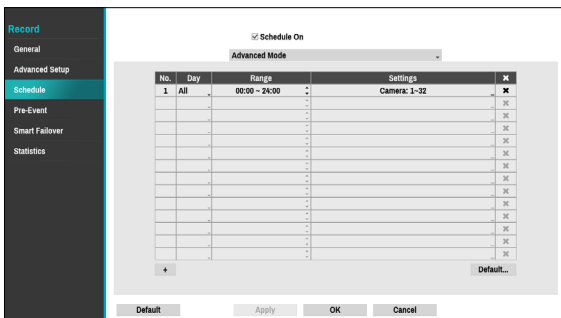 Record
General
Advanced Setup
Schedule
Pre-Event
Smart Failover
Statistics
Schedule On
Advanced Mode
No. Day Range Settings
1 All 00:00 ~ 24:00 Camera: 1~32
+
Default...
Default Apply OK Cancel